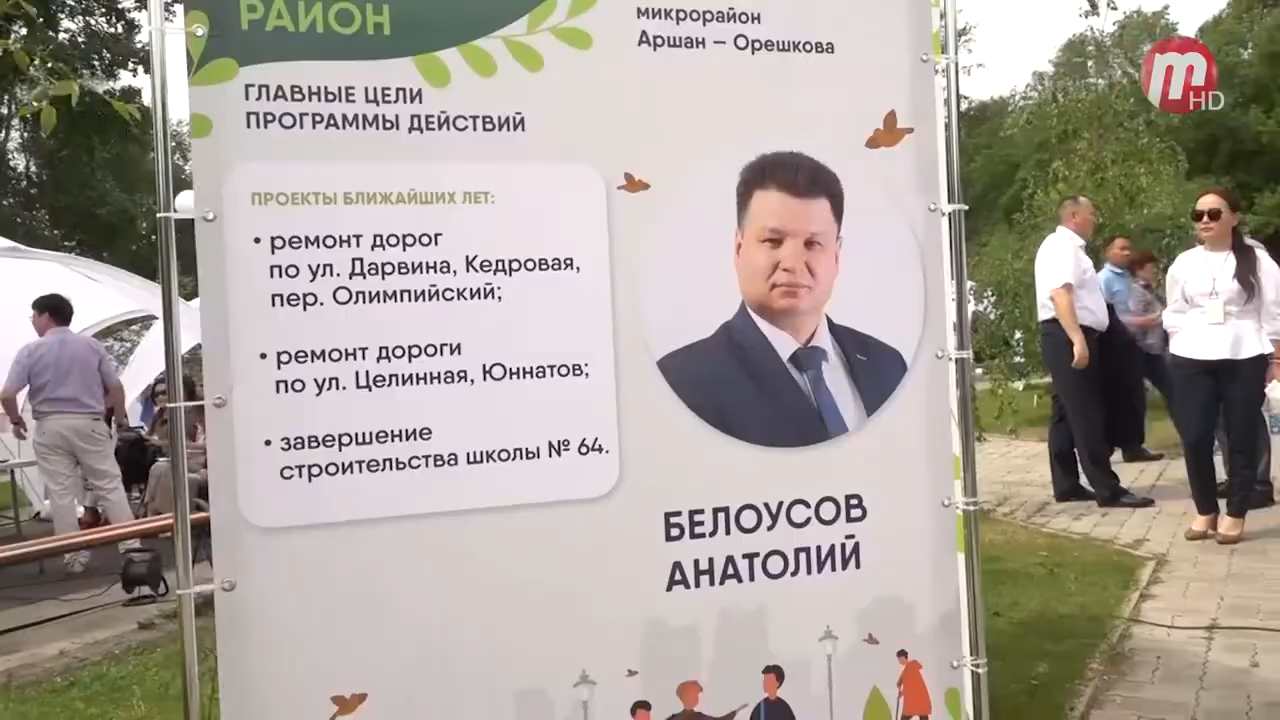 РАЙОН
микрорайон
Аршан – Орешкова
ГЛАВНЫЕ ЦЕЛИ
ПРОГРАММЫ ДЕЙСТВИЙ
ПРОЕКТЫ БЛИЖАЙШИХ ЛЕТ:
• ремонт дорог
по ул. Дарвина, Кедровая,
пер. Олимпийский;
• ремонт дороги
по ул. Целинная, Юннатов;
• завершение
строительства школы № 64.
БЕЛОУСОВ
АНАТОЛИЙ
m HD